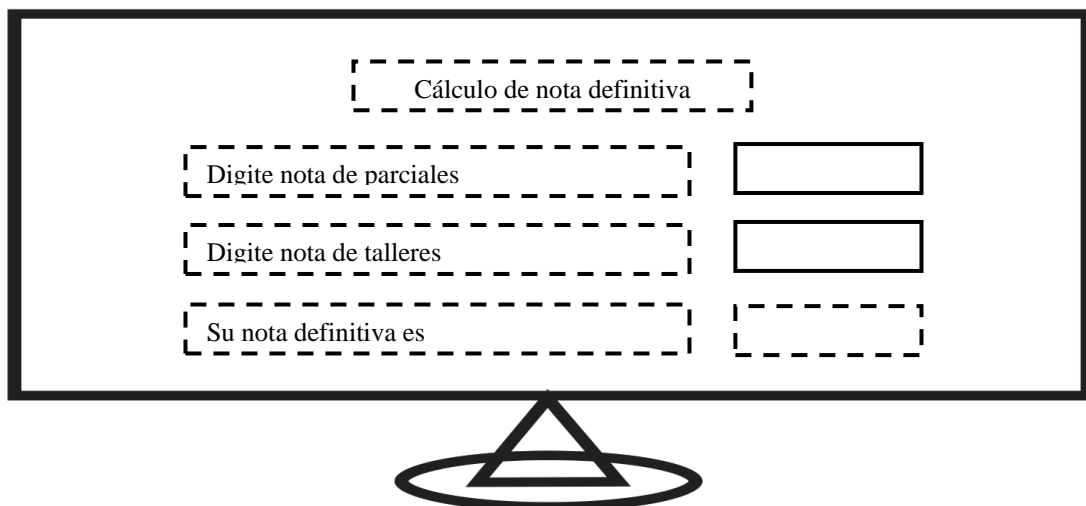 Cálculo de nota definitiva
Digite nota de parciales
Digite nota de talleres
Su nota definitiva es